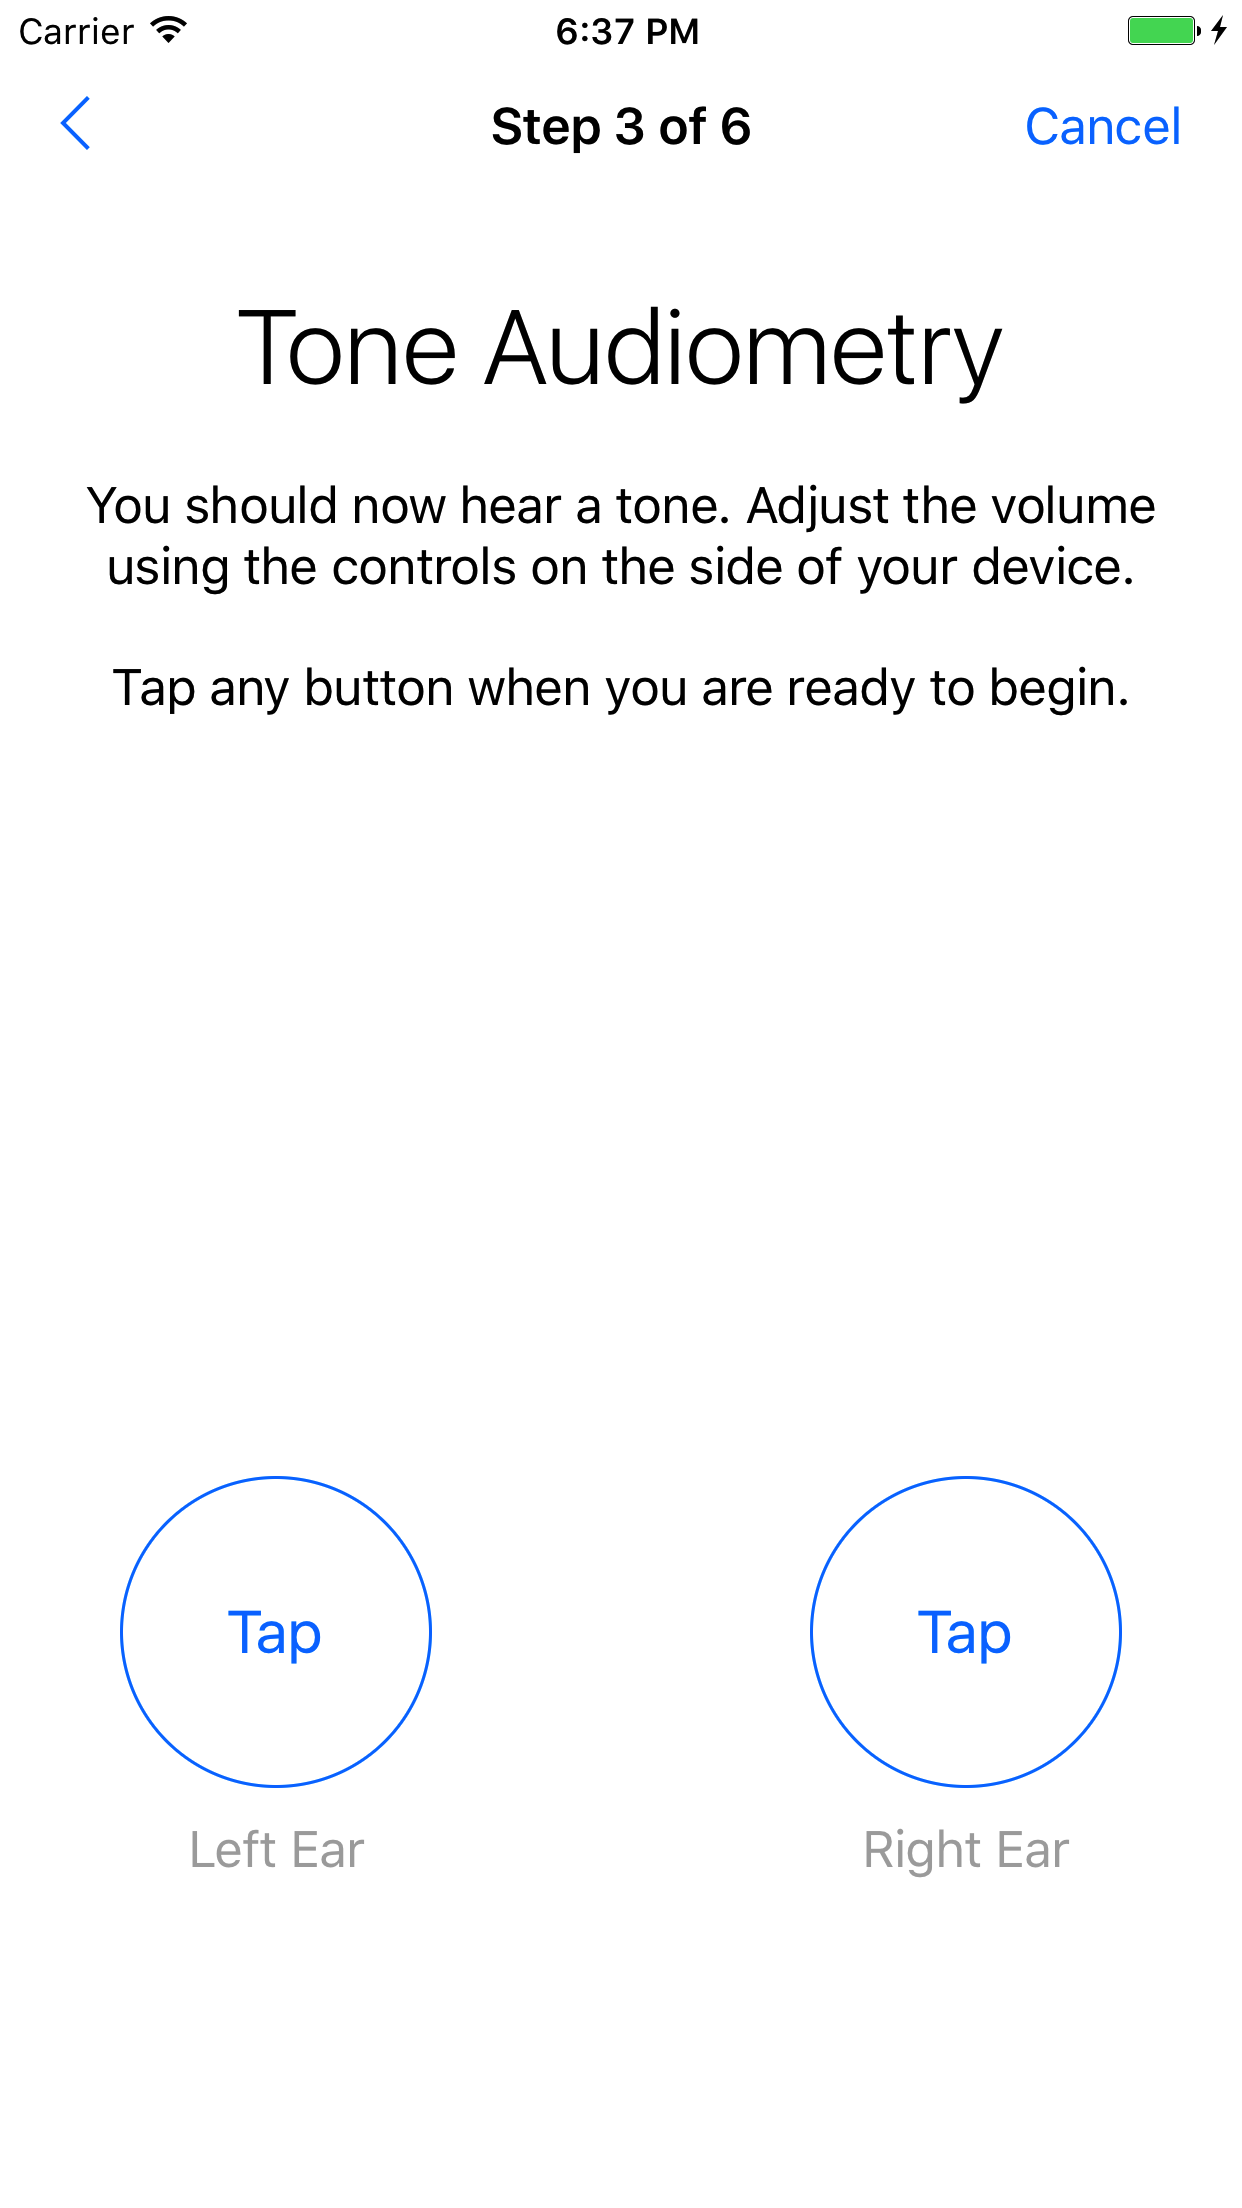 Carrier 6:37 PM
Step 3 of 6 Cancel
Tone Audiometry
You should now hear a tone. Adjust the volume
using the controls on the side of your device.
Tap any button when you are ready to begin.
Tap Tap
Left Ear Right Ear